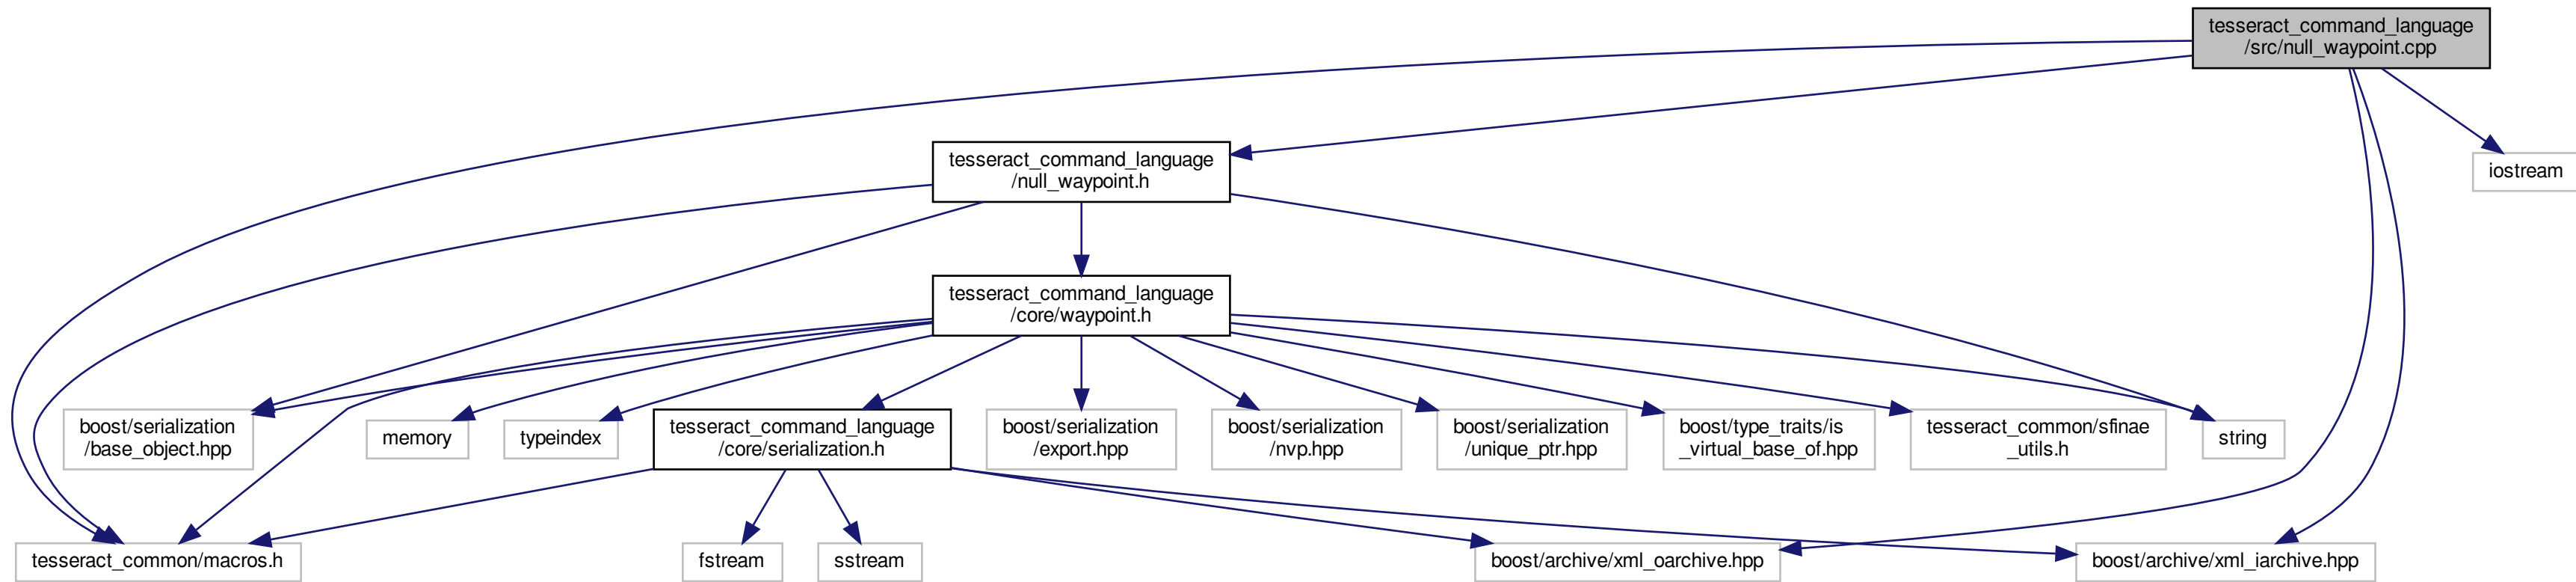 tesseract_command_language
/src/null_waypoint.cpp
tesseract_command_language
/null_waypoint.h
iostream
tesseract_command_language
/core/waypoint.h
boost/serialization
/base_object.hpp
memory
typeindex
tesseract_command_language
/core/serialization.h
boost/serialization
/export.hpp
boost/serialization
/nvp.hpp
boost/serialization
/unique_ptr.hpp
boost/type_traits/is
_virtual_base_of.hpp
tesseract_common/sfinae
_utils.h
string
tesseract_common/macros.h
fstream
sstream
boost/archive/xml_oarchive.hpp
boost/archive/xml_iarchive.hpp